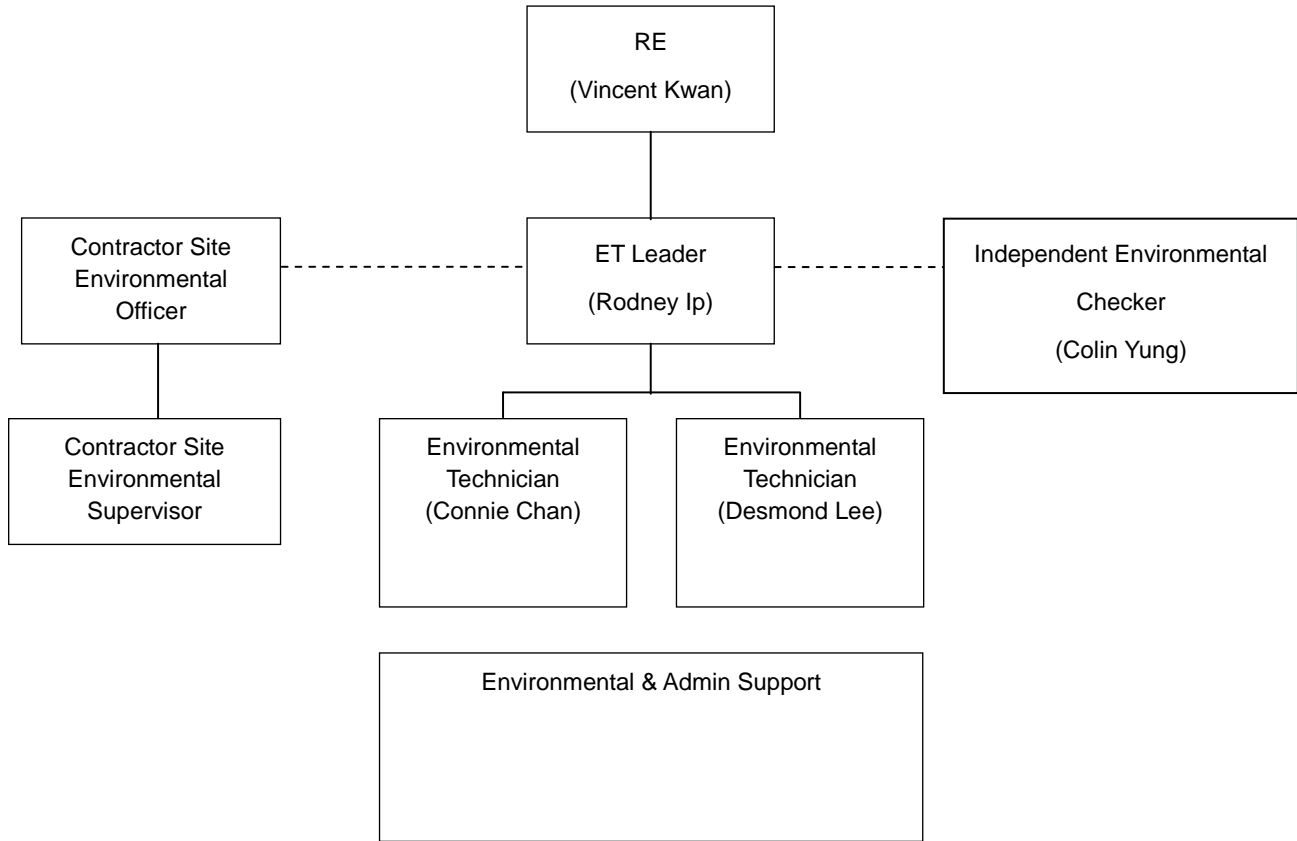 RE
(Vincent Kwan)
Contractor Site
Environmental
Officer
ET Leader
(Rodney Ip)
Independent Environmental
Checker
(Colin Yung)
Contractor Site
Environmental
Supervisor
Environmental
Technician
(Connie Chan)
Environmental
Technician
(Desmond Lee)
Environmental & Admin Support